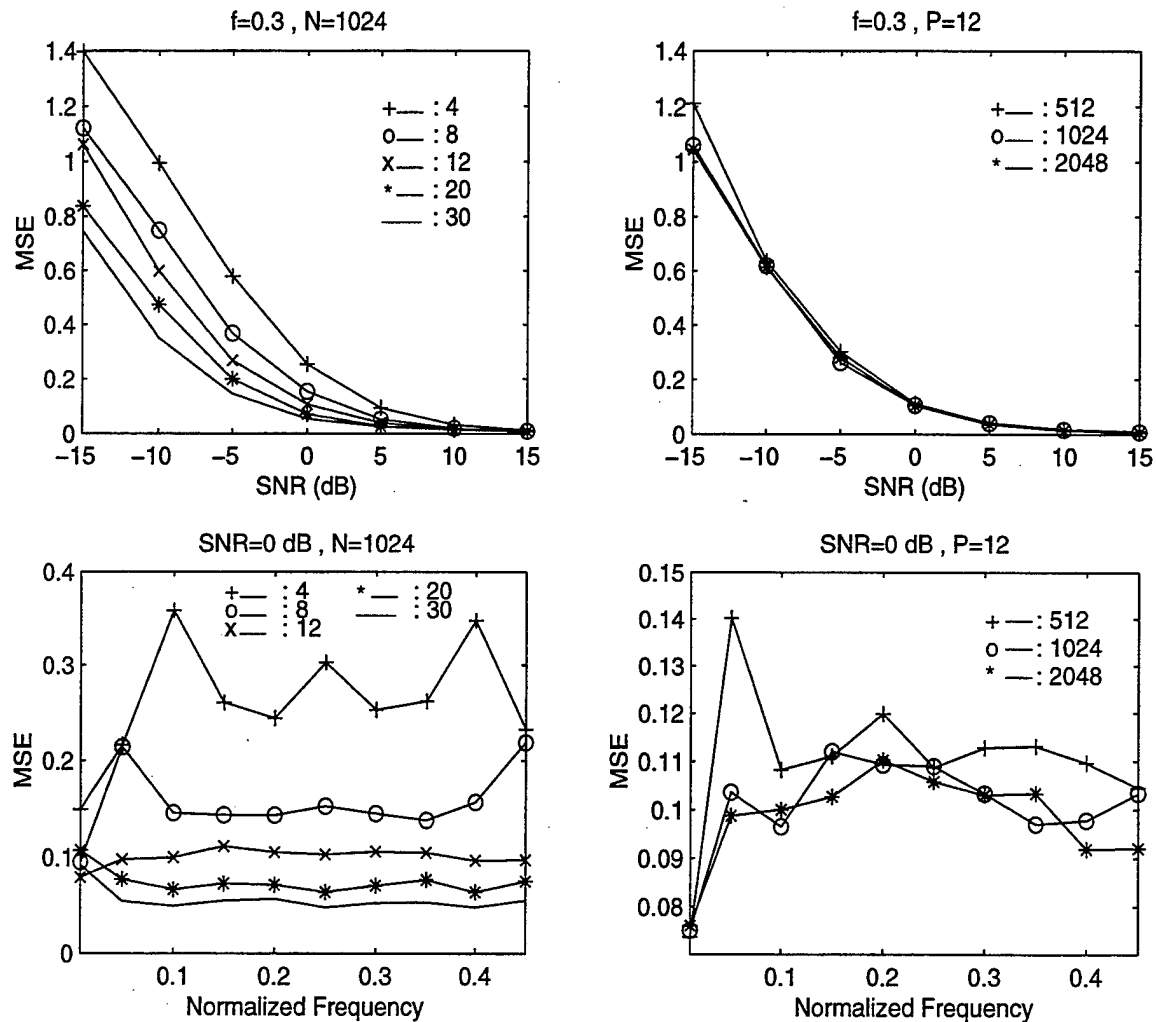 f=0.3 , N=1024
1.4
1.2
1
0.8
0.6
0.4
0.2
0
MSE
+— : 4
o— : 8
x— : 12
*— : 20
— : 30
−15
−10
−5
0
5
10
15
SNR (dB)
f=0.3 , P=12
1.4
1.2
1
0.8
0.6
0.4
0.2
0
MSE
+— : 512
o— : 1024
*— : 2048
−15
−10
−5
0
5
10
15
SNR (dB)
SNR=0 dB , N=1024
0.4
0.3
0.2
0.1
0
MSE
+— : 4
o— : 8
x— : 12
*— : 20
— : 30
0.1
0.2
0.3
0.4
Normalized Frequency
SNR=0 dB , P=12
0.15
0.14
0.13
0.12
0.11
0.1
0.09
0.08
MSE
+ — : 512
o — : 1024
* — : 2048
0.1
0.2
0.3
0.4
Normalized Frequency